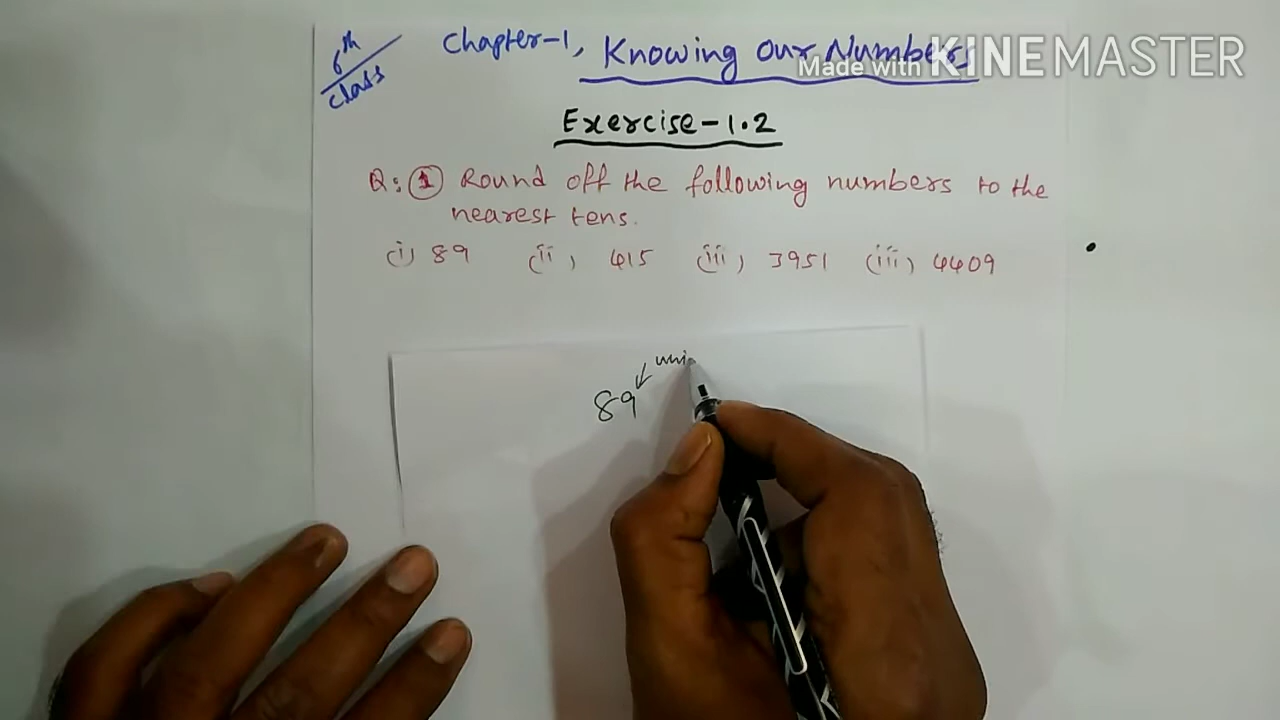 6th class
Chapter-1, Knowing Our Numbers
Made with KINEMASTER
Exercise-1.2
Q: 1 Round off the following numbers to the
nearest tens.
(i) 89 (ii) 415 (iii) 3951 (iii) 4409
uni
89